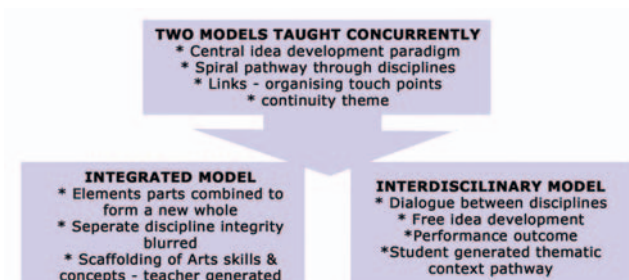 TWO MODELS TAUGHT CONCURRENTLY
* Central idea development paradigm
* Spiral pathway through disciplines
* Links - organising touch points
* continuity theme
INTEGRATED MODEL
* Elements parts combined to
form a new whole
* Seperate discipline integrity
blurred
* Scaffolding of Arts skills &
concepts - teacher generated
INTERDISCILINARY MODEL
* Dialogue between disciplines
* Free idea development
*Performance outcome
*Student generated thematic
context pathway